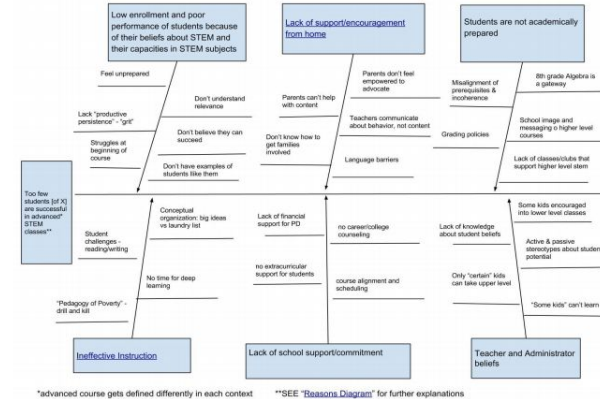 Low enrollment and poor
performance of students because
of their beliefs about STEM and
their capacities in STEM subjects
Lack of support/encouragement
from home
Students are not academically
prepared
Feel unprepared
Don't understand
relevance
Lack "productive
persistence" - "grit"
Don't believe they can
succeed
Struggles at
beginning of
course
Don't have examples of
students llike them
Parents don't feel
empowered to
advocate
Parents can't help
with content
Teachers communicate
about behavior, not content
Don't know how to
get families
involved
Language barriers
Misalignment of
prerequisites &
incoherence
8th grade Algebra is
a gateway
Grading policies
School image and
messaging o higher level
courses
Lack of classes/clubs that
support higher level stem
Too few
students [of X]
are successful
in advanced*
STEM
classes**
Conceptual
organization: big ideas
vs laundry list
Student
challenges -
reading/writing
No time for deep
learning
"Pedagogy of Poverty" -
drill and kill
Lack of financial
support for PD
no career/college
counseling
no extracurricular
support for students
course alignment and
scheduling
Some kids encouraged
into lower level classes
Lack of knowledge
about student beliefs
Active & passive
stereotypes about student
potential
Only "certain" kids
can take upper level
"Some kids" can't learn
Ineffective Instruction
Lack of school support/commitment
Teacher and Administrator
beliefs
*advanced course gets defined differently in each context **SEE "Reasons Diagram" for further explanations